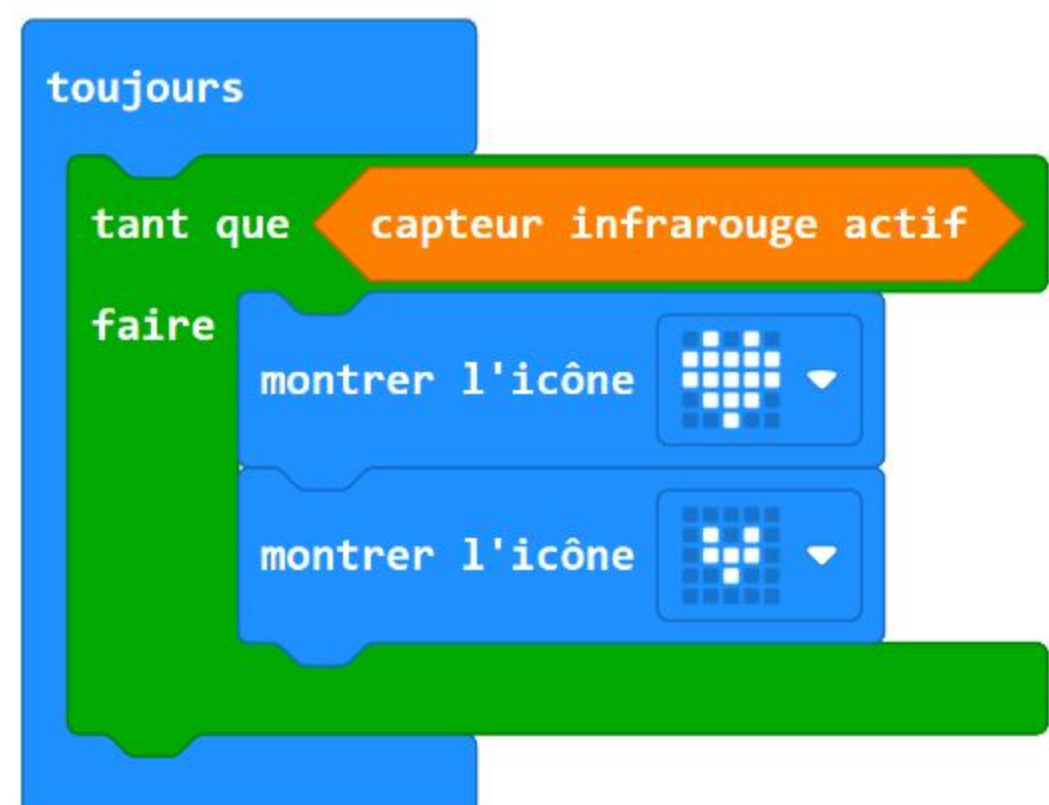 toujours
tant que capteur infrarouge actif
faire
montrer l'icône
montrer l'icône